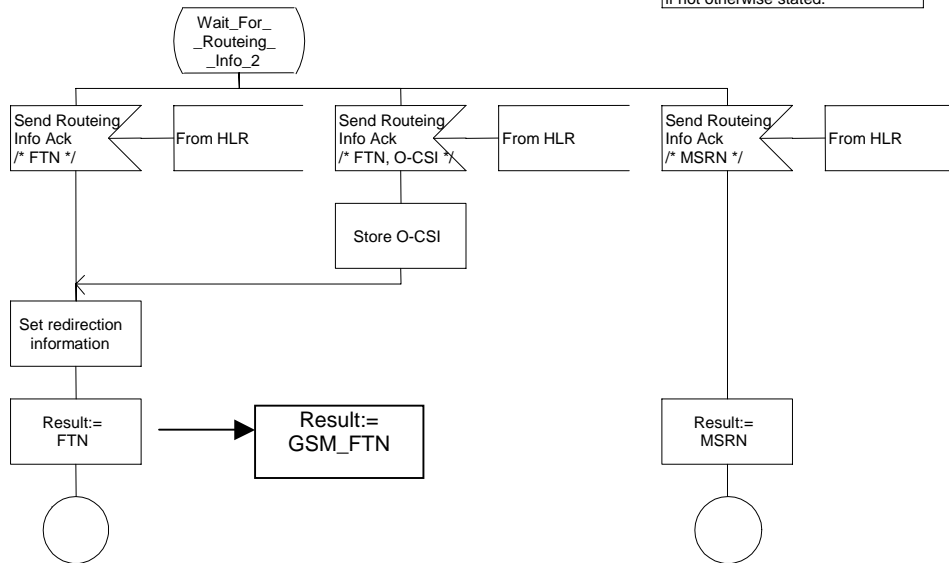 if not otherwise stated.
Wait_For_
_Routeing_
_Info_2
Send Routeing
Info Ack
/* FTN */
From HLR
Send Routeing
Info Ack
/* FTN, O-CSI */
From HLR
Send Routeing
Info Ack
/* MSRN */
From HLR
Store O-CSI
Set redirection
information
Result:=
FTN
Result:=
GSM_FTN
Result:=
MSRN